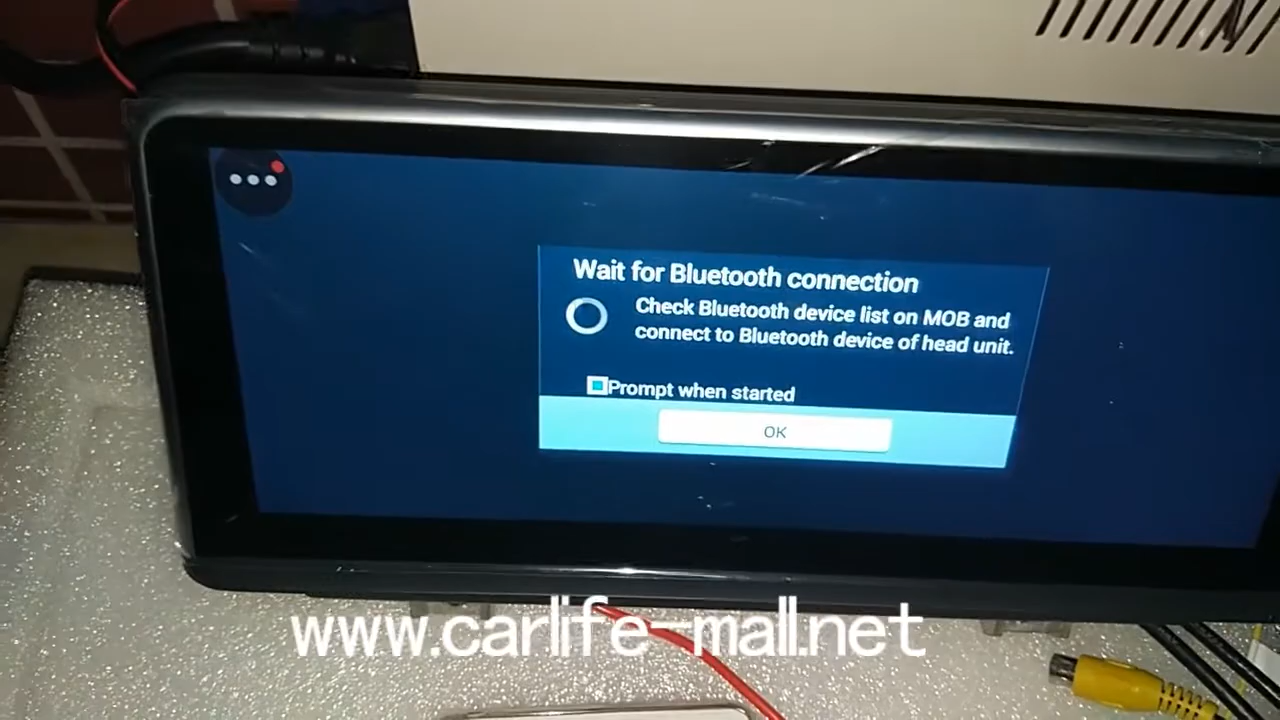 Wait for Bluetooth connection
Check Bluetooth device list on MOB and
connect to Bluetooth device of head unit.
Prompt when started
OK
www.carlife-mall.net